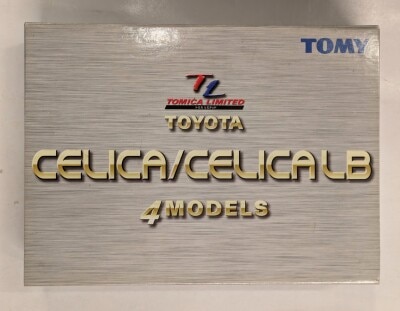 TOMY
TL
TOMICA LIMITED
TOYOTA
CELICA/CELICA LB
4 MODELS